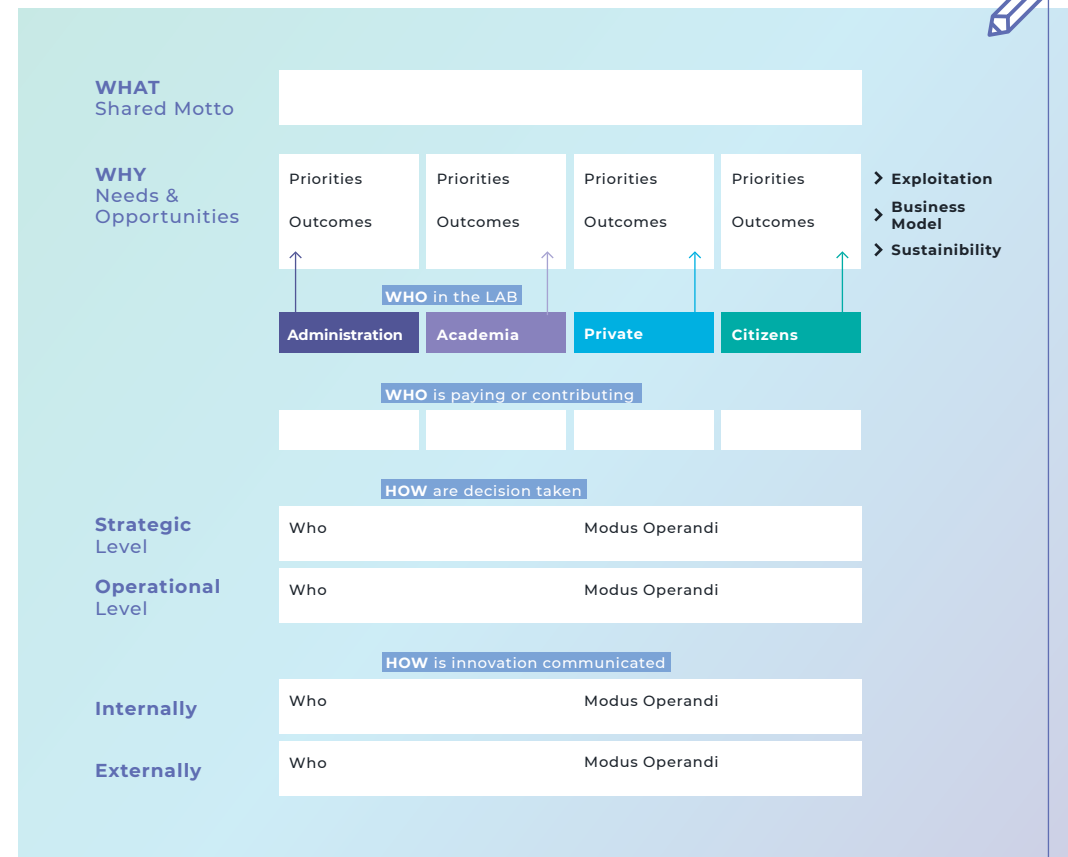 WHAT
Shared Motto
WHY
Needs &
Opportunities
Priorities
Outcomes
Priorities
Outcomes
Priorities
Outcomes
Priorities
Outcomes
Exploitation
Business
Model
Sustainibility
WHO in the LAB
Administration
Academia
Private
Citizens
WHO is paying or contributing
HOW are decision taken
Strategic
Level
Who
Modus Operandi
Operational
Level
Who
Modus Operandi
HOW is innovation communicated
Internally
Who
Modus Operandi
Externally
Who
Modus Operandi